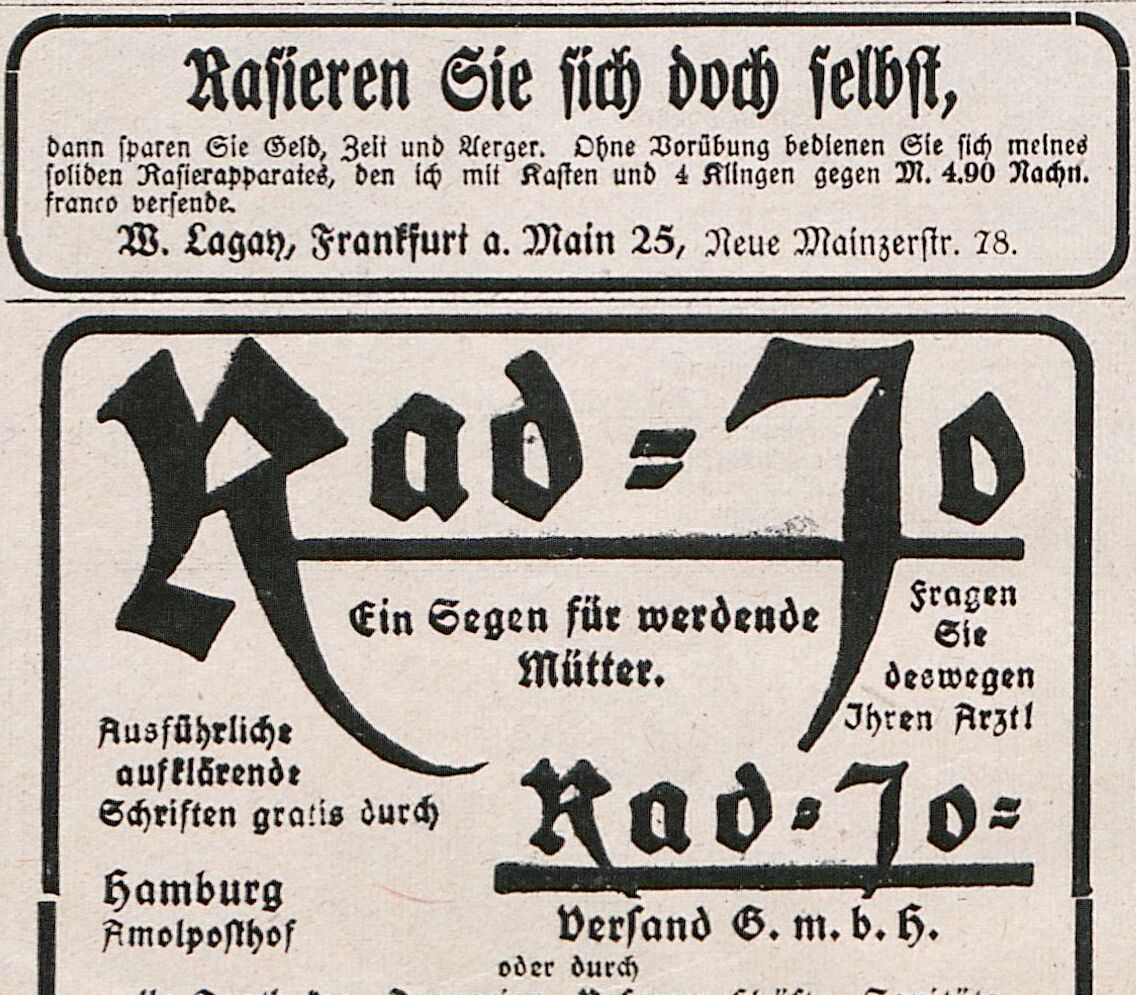 Rasieren Sie sich doch selbst,
dann sparen Sie Geld, Zeit und Aerger. Ohne Vorübung bedienen Sie sich meines
soliden Rasierapparates, den ich mit Kasten und 4 Klingen gegen M. 4.90 Nachn.
franco versende.
W. Lagatz, Frankfurt a. Main 25, Neue Mainzerstr. 78.
Rad-Jo
Ein Segen für werdende
Mütter.
Fragen
Sie
deswegen
Ihren Arzt!
Ausführliche
aufklärende
Schriften gratis durch
Hamburg
Amolposthof
Rad-Jo-
Versand G. m. b. H.
oder durch